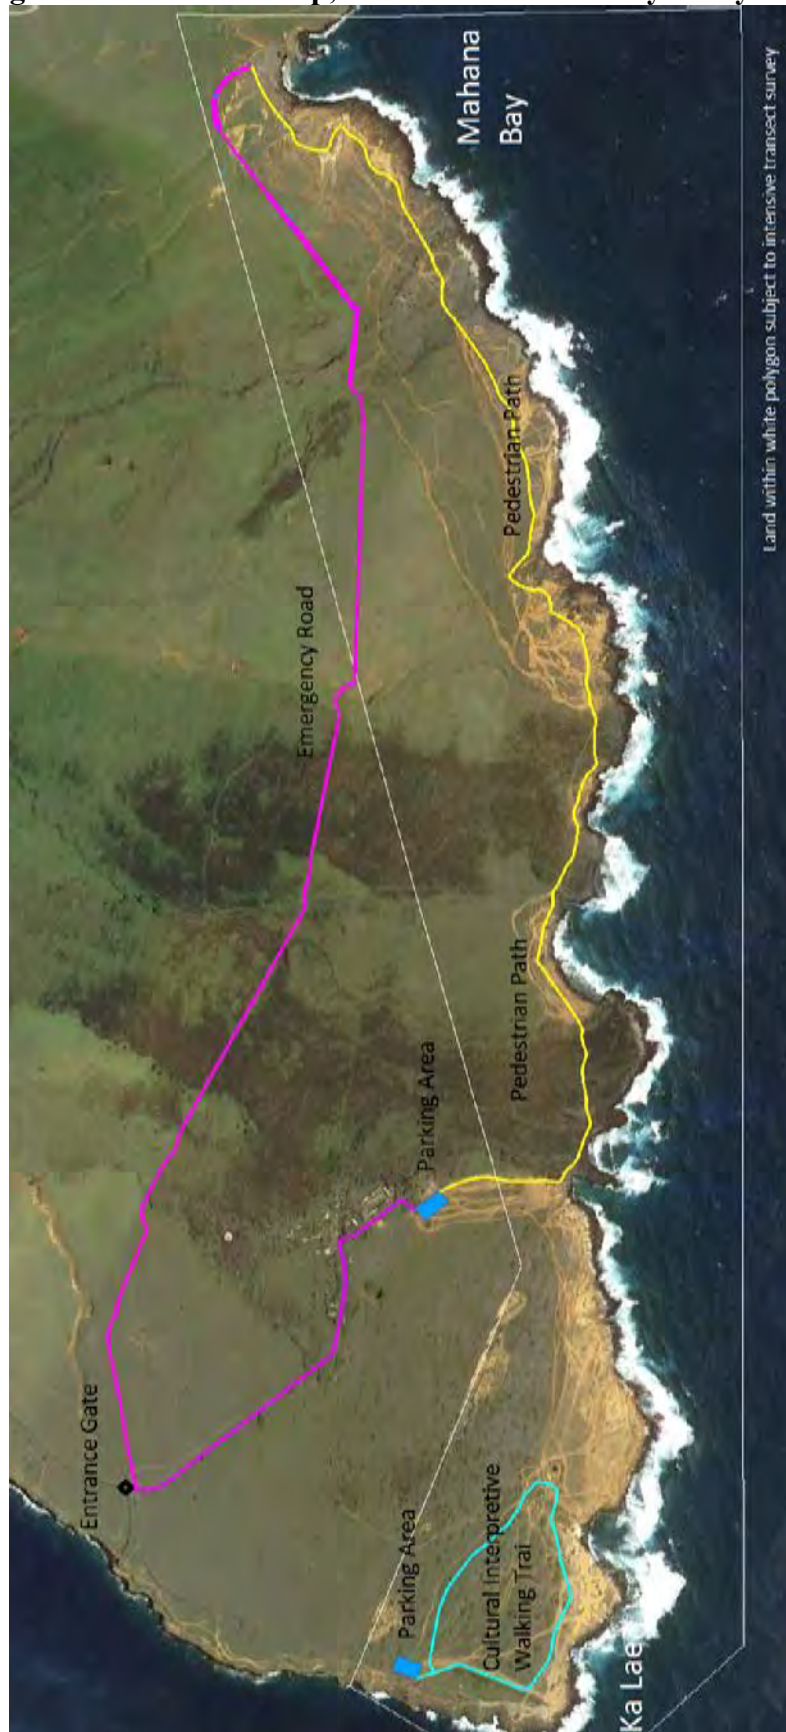 Mahana
Bay
Land within white polygon subject to intensive transect survey
Pedestrian Path
Emergency Road
Pedestrian Path
Parking Area
Entrance Gate
Parking Area
Cultural Interpretive
Walking Trai
Ka Lae